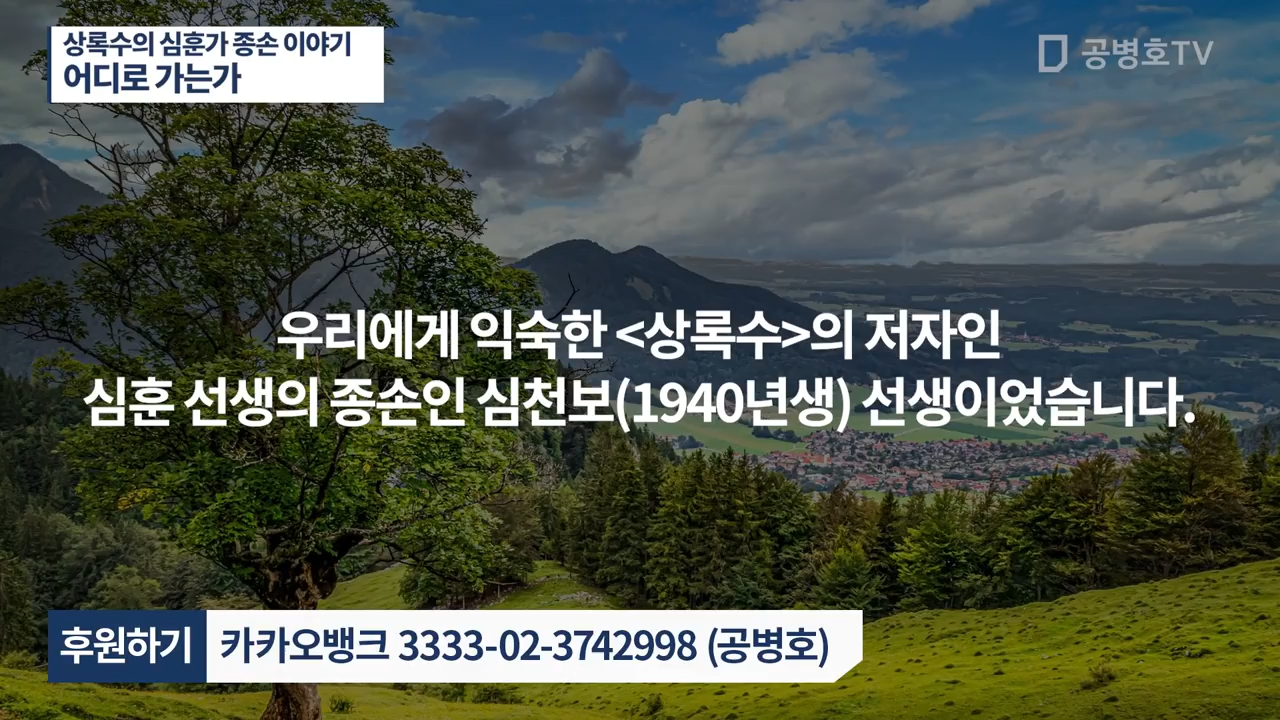 상록수의 심훈가 종손 이야기
어디로 가는가
공병호TV
우리에게 익숙한 <상록수>의 저자인
심훈 선생의 종손인 심천보(1940년생) 선생이었습니다.
후원하기 카카오뱅크 3333-02-3742998 (공병호)